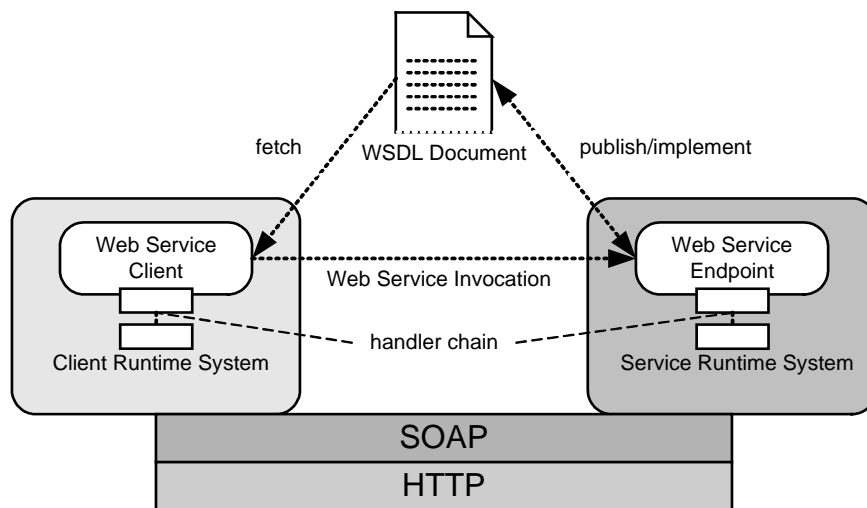 fetch
WSDL Document
publish/implement
Web Service
Client
Web Service Invocation
Web Service
Endpoint
handler chain
Client Runtime System
Service Runtime System
SOAP
HTTP